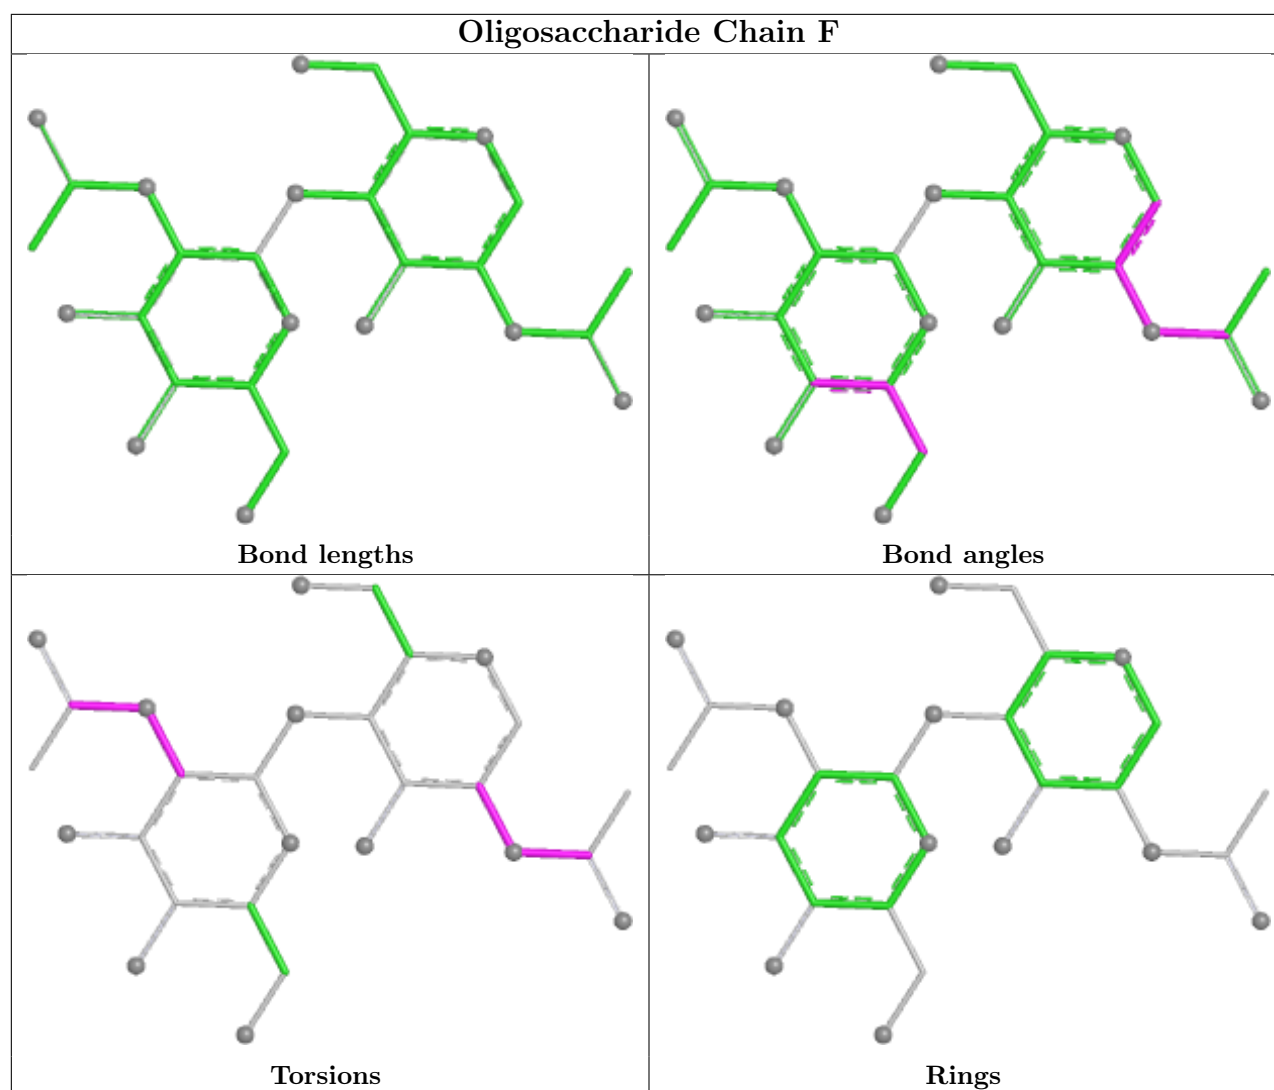 Oligosaccharide Chain F
Bond lengths
Bond angles
Torsions
Rings